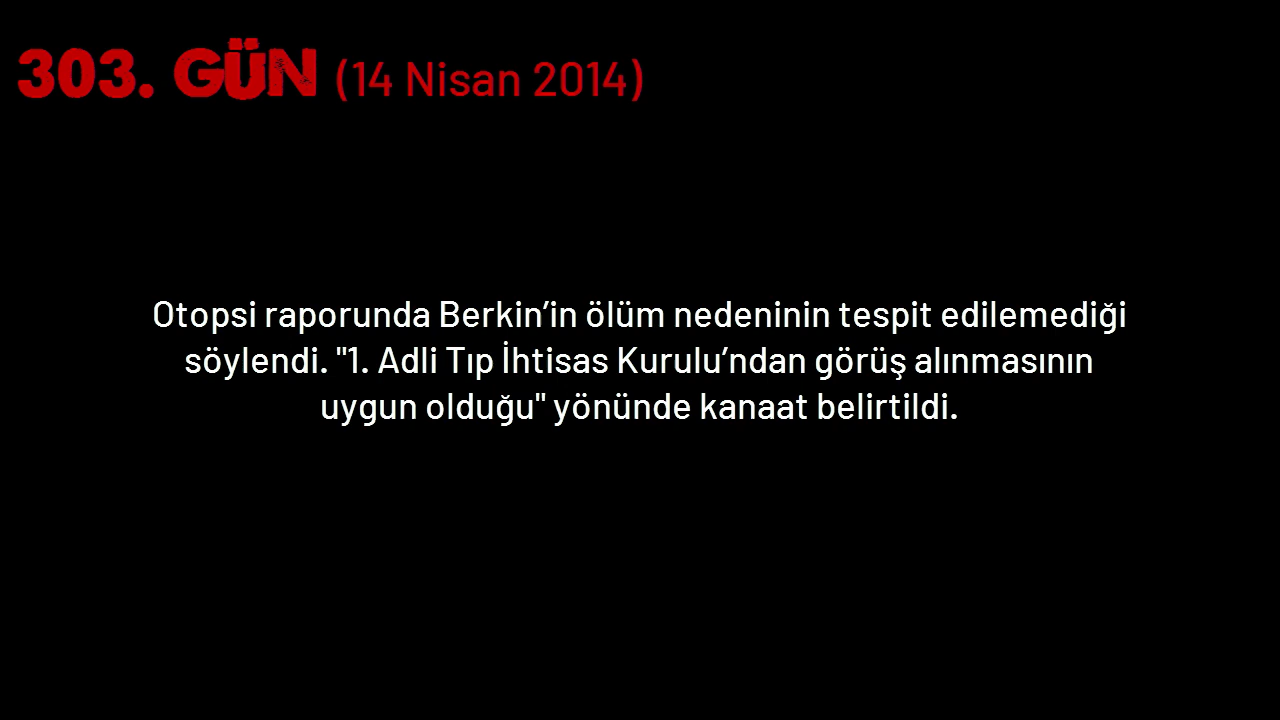 303. GÜN (14 Nisan 2014)
Otopsi raporunda Berkin’in ölüm nedeninin tespit edilemediği
söylendi. "1. Adli Tıp İhtisas Kurulu’ndan görüş alınmasının
uygun olduğu" yönünde kanaat belirtildi.